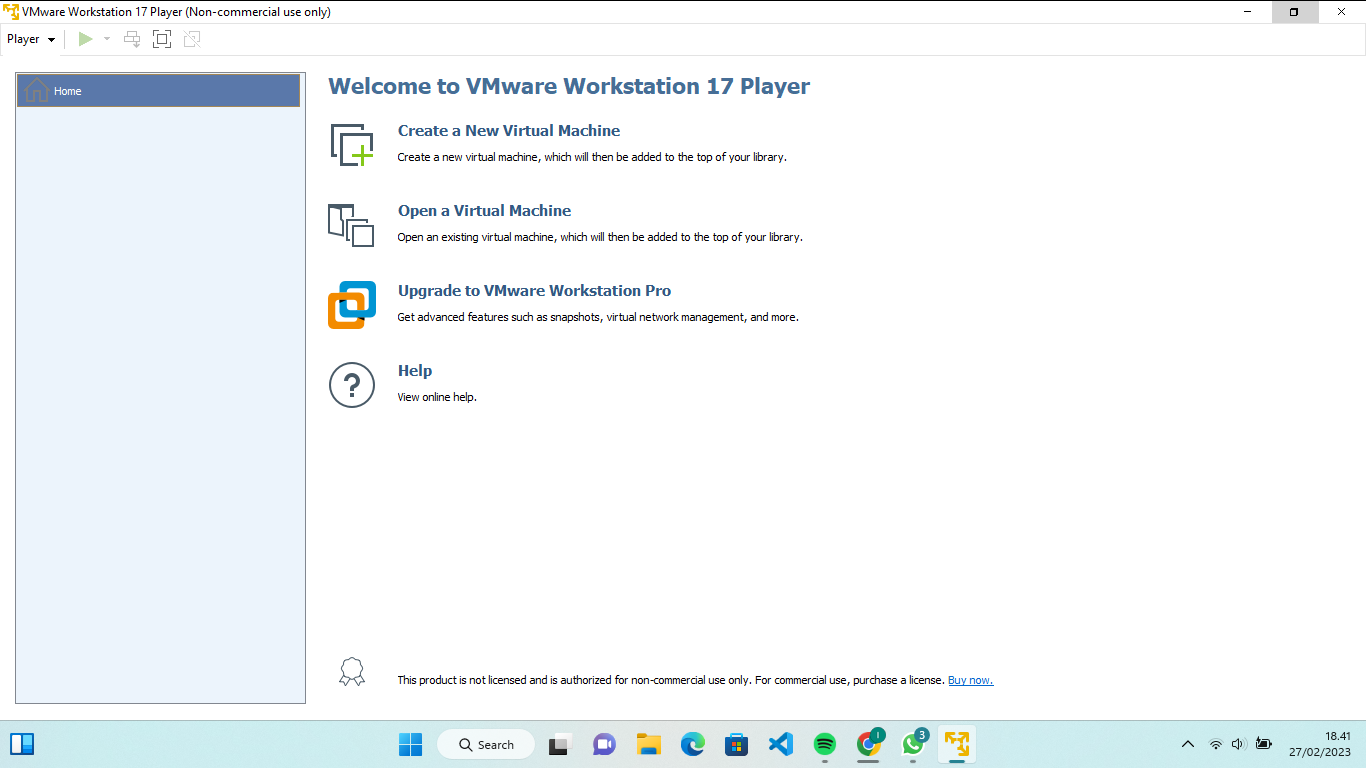 VMware Workstation 17 Player (Non-commercial use only)
Player
Home
Welcome to VMware Workstation 17 Player
Create a New Virtual Machine
Create a new virtual machine, which will then be added to the top of your library.
Open a Virtual Machine
Open an existing virtual machine, which will then be added to the top of your library.
Upgrade to VMware Workstation Pro
Get advanced features such as snapshots, virtual network management, and more.
?
Help
View online help.
This product is not licensed and is authorized for non-commercial use only. For commercial use, purchase a license. Buy now.
Search
I
3
18.41
27/02/2023